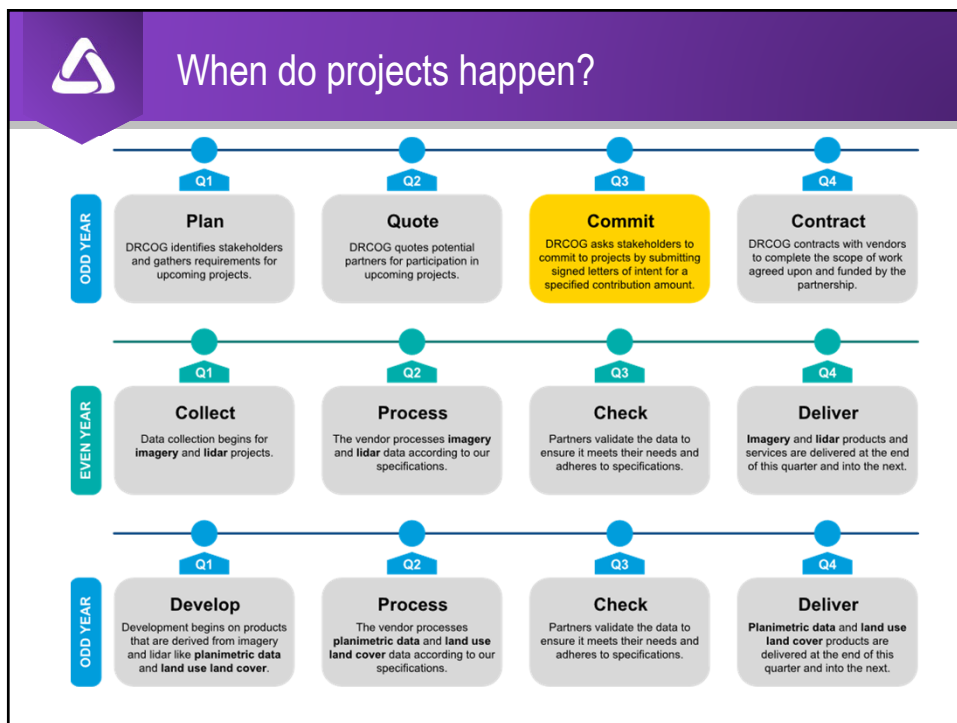 When do projects happen?
ODD YEAR
Q1
Plan
DRCOG identifies stakeholders
and gathers requirements for
upcoming projects.
Q2
Quote
DRCOG quotes potential
partners for participation in
upcoming projects.
Q3
Commit
DRCOG asks stakeholders to
commit to projects by submitting
signed letters of intent for a
specified contribution amount.
Q4
Contract
DRCOG contracts with vendors
to complete the scope of work
agreed upon and funded by the
partnership.
EVEN YEAR
Q1
Collect
Data collection begins for
imagery and lidar projects.
Q2
Process
The vendor processes imagery
and lidar data according to our
specifications.
Q3
Check
Partners validate the data to
ensure it meets their needs and
adheres to specifications.
Q4
Deliver
Imagery and lidar products and
services are delivered at the end
of this quarter and into the next.
ODD YEAR
Q1
Develop
Development begins on products
that are derived from imagery
and lidar like planimetric data
and land use land cover.
Q2
Process
The vendor processes
planimetric data and land use
land cover data according to our
specifications.
Q3
Check
Partners validate the data to
ensure it meets their needs and
adheres to specifications.
Q4
Deliver
Planimetric data and land use
land cover products are
delivered at the end of this
quarter and into the next.